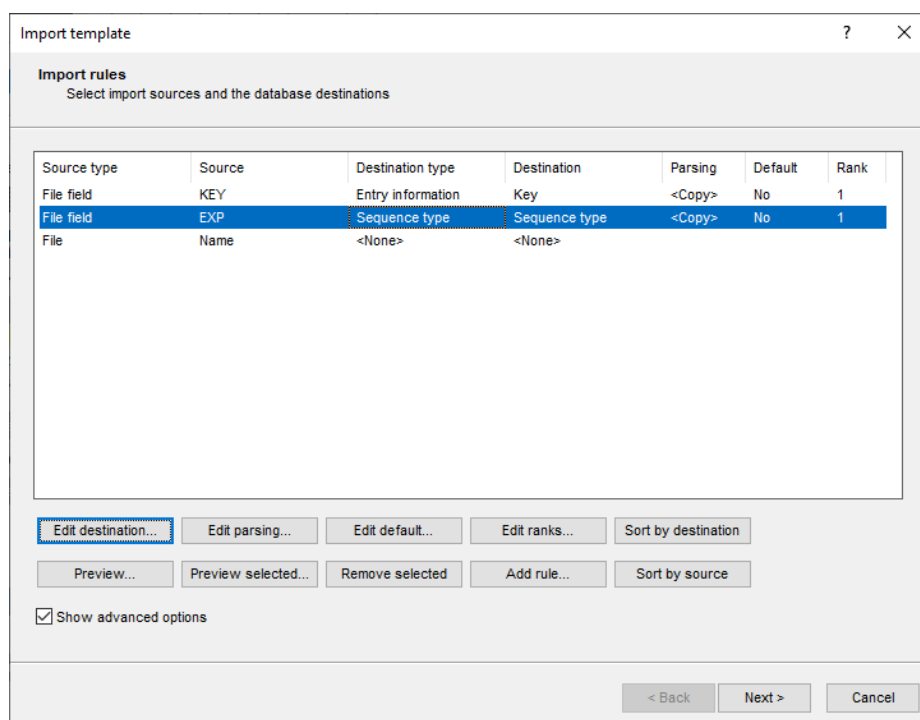 Import template ? ×
Import rules
Select import sources and the database destinations
Source type Source Destination type Destination Parsing Default Rank
File field KEY Entry information Key <Copy> No 1
File field EXP Sequence type Sequence type <Copy> No 1
File Name <None> <None>
Edit destination... Edit parsing... Edit default... Edit ranks... Sort by destination
Preview... Preview selected... Remove selected Add rule... Sort by source
Show advanced options
< Back Next > Cancel